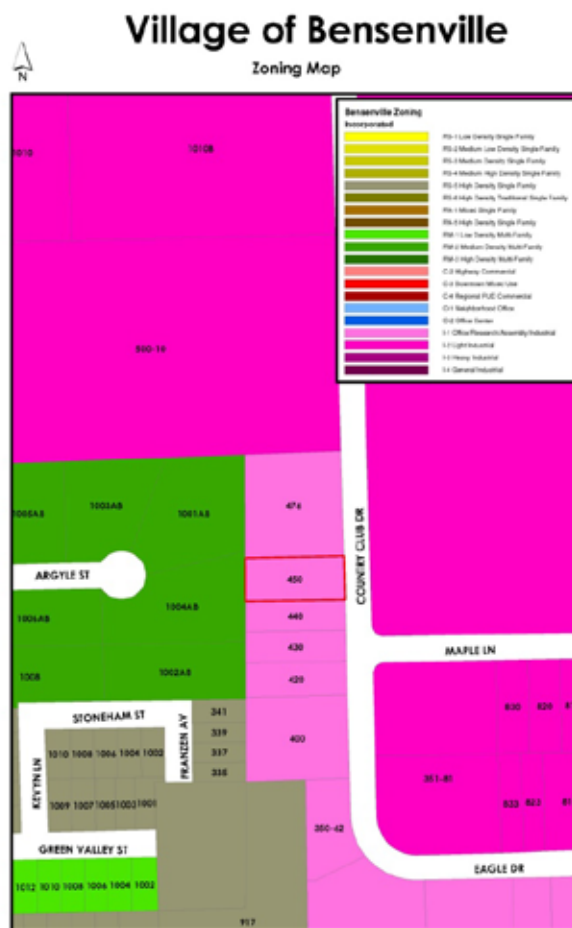 Village of Bensenville
Zoning Map
N
Bensenville Zoning
Incorporated
RS-1 Low Density Single Family
RS-2 Medium Low Density Single Family
RS-3 Medium Density Single Family
RS-4 Medium High Density Single Family
RS-5 High Density Single Family
RS-6 High Density Traditional Single Family
Mixed Single Family
High Density Single Family
RM-1 Low Density Multi-Family
RM-2 Medium Density Multi-Family
RM-3 High Density Multi-Family
C-2 Highway Commercial
C-3 Downtown Mixed Use
C-4 Regional PUD Commercial
O-1 Neighborhood Office
O-2 Office Center
I-1 Office/Research/Assembly/Industrial
I-2 Light Industrial
I-3 Heavy Industrial
I-4 General Industrial
1010
1010B
500-10
1005AB
1003AB
1001AB
476
ARGYLE ST
450
COUNTRY CLUB DR
1006AB
1004AB
440
430
MAPLE LN
1008
1002AB
420
STONEHAM ST
341
830
820
FRANZEN AV
339
400
1010 1008 1006 1004 1002
337
335
KEVYN LN
351-81
1009 1007 1005 1003 1001
833
823
350-62
GREEN VALLEY ST
EAGLE DR
1012 1010 1008 1006 1004 1002
917